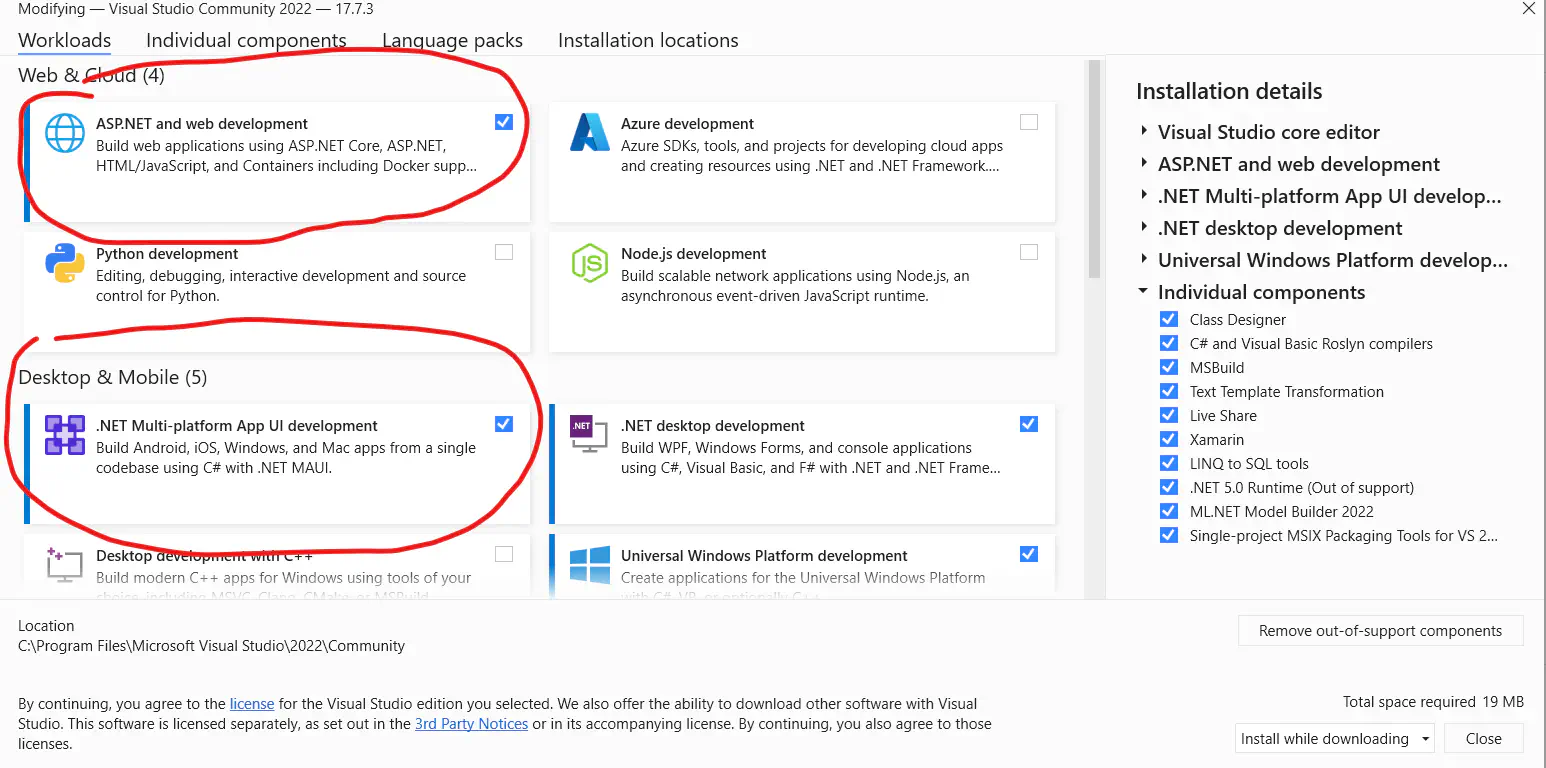 Modifying — Visual Studio Community 2022 — 17.7.3
Workloads Individual components Language packs Installation locations
Web & Cloud (4)
ASP.NET and web development
Build web applications using ASP.NET Core, ASP.NET,
HTML/JavaScript, and Containers including Docker supp...
Azure development
Azure SDKs, tools, and projects for developing cloud apps
and creating resources using .NET and .NET Framework....
Python development
Editing, debugging, interactive development and source
control for Python.
Node.js development
Build scalable network applications using Node.js, an
asynchronous event-driven JavaScript runtime.
JS
Desktop & Mobile (5)
.NET Multi-platform App UI development
Build Android, iOS, Windows, and Mac apps from a single
codebase using C# with .NET MAUI.
.NET
.NET desktop development
Build WPF, Windows Forms, and console applications
using C#, Visual Basic, and F# with .NET and .NET Frame...
Desktop development with C++
Build modern C++ apps for Windows using tools of your
choice, including MSVC, Clang, CMake, or MSBuild.
Universal Windows Platform development
Create applications for the Universal Windows Platform
with C#, VB, or optionally C++.
Installation details
Visual Studio core editor
ASP.NET and web development
.NET Multi-platform App UI develop...
.NET desktop development
Universal Windows Platform develop...
Individual components
Class Designer
C# and Visual Basic Roslyn compilers
MSBuild
Text Template Transformation
Live Share
Xamarin
LINQ to SQL tools
.NET 5.0 Runtime (Out of support)
ML.NET Model Builder 2022
Single-project MSIX Packaging Tools for VS 2...
Location
C:\Program Files\Microsoft Visual Studio\2022\Community
Remove out-of-support components
By continuing, you agree to the license for the Visual Studio edition you selected. We also offer the ability to download other software with Visual
Studio. This software is licensed separately, as set out in the 3rd Party Notices or in its accompanying license. By continuing, you also agree to those
licenses.
Total space required 19 MB
Install while downloading
Close